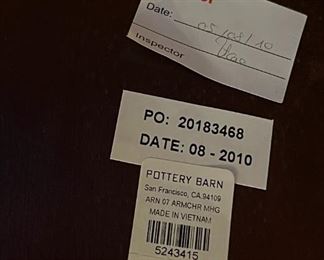 Date: 05/08/10
Inspector
PO: 20183468
DATE: 08 - 2010
POTTERY BARN
San Francisco, CA.94109
ARN 07 ARMCHR MHG
MADE IN VIETNAM
5243415